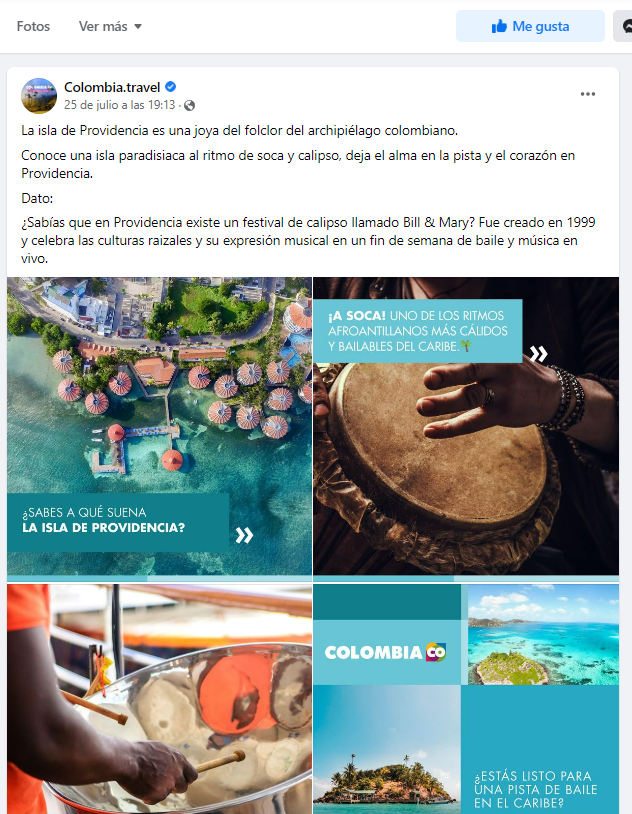 Fotos
Ver más
Me gusta
Colombia.travel
25 de julio a las 19:13 ·
La isla de Providencia es una joya del folclor del archipiélago colombiano.
Conoce una isla paradisiaca al ritmo de soca y calipso, deja el alma en la pista y el corazón en
Providencia.
Dato:
¿Sabías que en Providencia existe un festival de calipso llamado Bill & Mary? Fue creado en 1999
y celebra las culturas raizales y su expresión musical en un fin de semana de baile y música en
vivo.
¿SABES A QUÉ SUENA
LA ISLA DE PROVIDENCIA?
¡A SOCA! UNO DE LOS RITMOS
AFROANTILLANOS MÁS CÁLIDOS
Y BAILABLES DEL CARIBE.🌴
COLOMBIA CO
¿ESTÁS LISTO PARA
UNA PISTA DE BAILE
EN EL CARIBE?